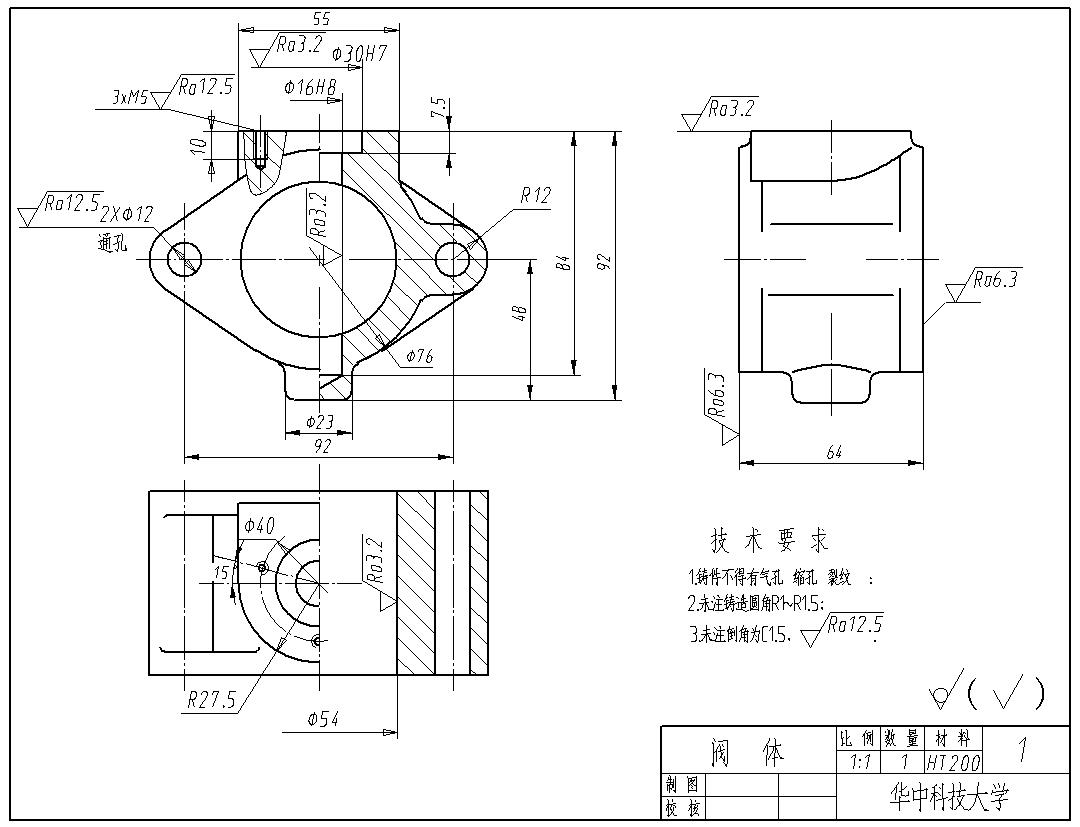 55
Ra3.2
Φ30H7
Ra12.5
3xM5
Φ16H8
7.5
10
Ra3.2
Ra12.5
2XΦ12
通孔
Ra3.2
R12
84
92
48
Φ76
Φ23
92
Ra6.3
Ra6.3
64
Φ40
15
Ra3.2
R27.5
Φ54
技术要求
1.铸件不得有气孔 缩孔 裂纹 ；
2.未注铸造圆角R1~R1.5；
3.未注倒角为C1.5、 Ra12.5 .
( )
阀 体
比例 数量 材料 1
1:1 1 HT200
制图
校核
华中科技大学